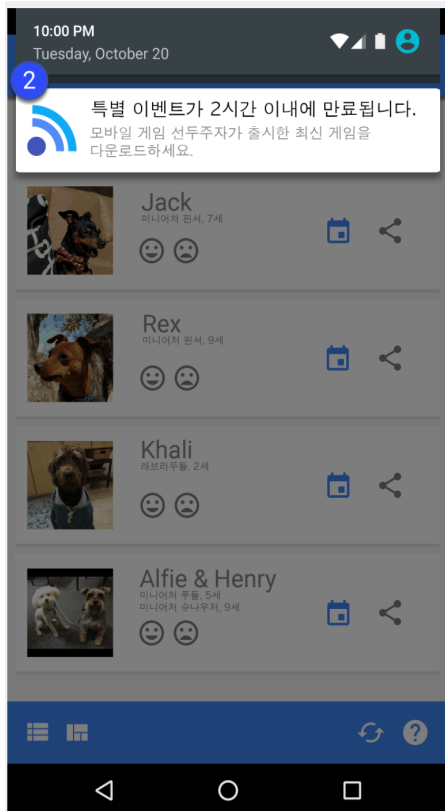 10:00 PM
Tuesday, October 20
2
특별 이벤트가 2시간 이내에 만료됩니다.
모바일 게임 선두주자가 출시한 최신 게임을
다운로드하세요.
Jack
미니어처 핀셔, 7세
Rex
미니어처 핀셔, 9세
Khali
래브라두들, 2세
Alfie & Henry
미니어처 푸들, 5세
미니어처 슈나우저, 9세